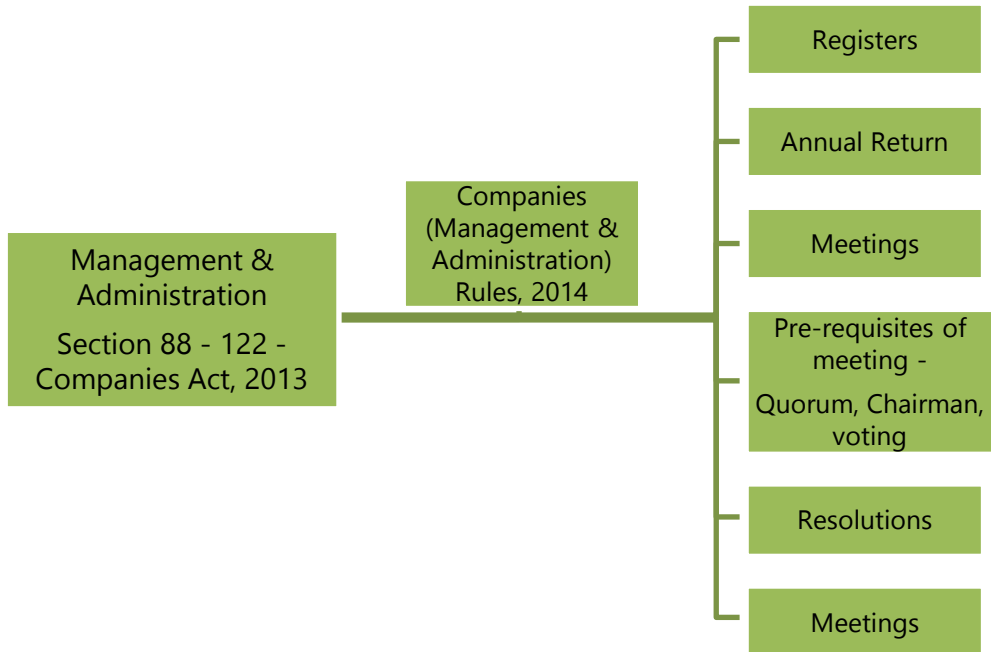 Management &
Administration
Section 88 - 122 -
Companies Act, 2013
Companies
(Management &
Administration)
Rules, 2014
Registers
Annual Return
Meetings
Pre-requisites of
meeting -
Quorum, Chairman,
voting
Resolutions
Meetings